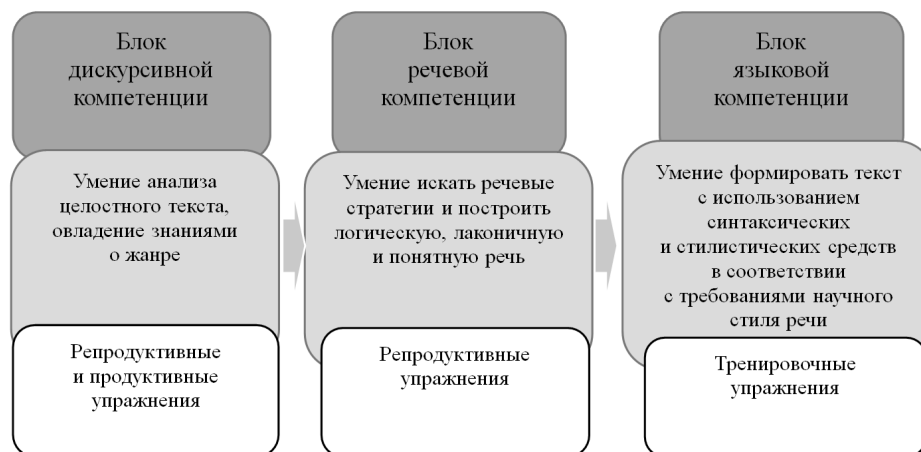 Блок
дискурсивной
компетенции
Умение анализа
целостного текста,
овладение знаниями
о жанре
Репродуктивные
и продуктивные
упражнения
Блок
речевой
компетенции
Умение искать речевые
стратегии и построить
логическую, лаконичную
и понятную речь
Репродуктивные
упражнения
Блок
языковой
компетенции
Умение формировать текст
с использованием
синтаксических
и стилистических средств
в соответствии
с требованиями научного
стиля речи
Тренировочные
упражнения